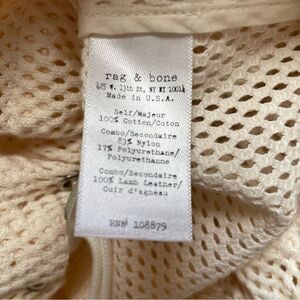 rag & bone
425 W. 13th St, NY NY 10014
Made in U.S.A.
Self/Majeur
100% Cotton/Coton
Combo/Secondaire
83% Nylon
17% Polyurethane/
Polyurethanne
Combo/Secondaire
100% Lamb Leather/
Cuir d'agneau
RN# 108879